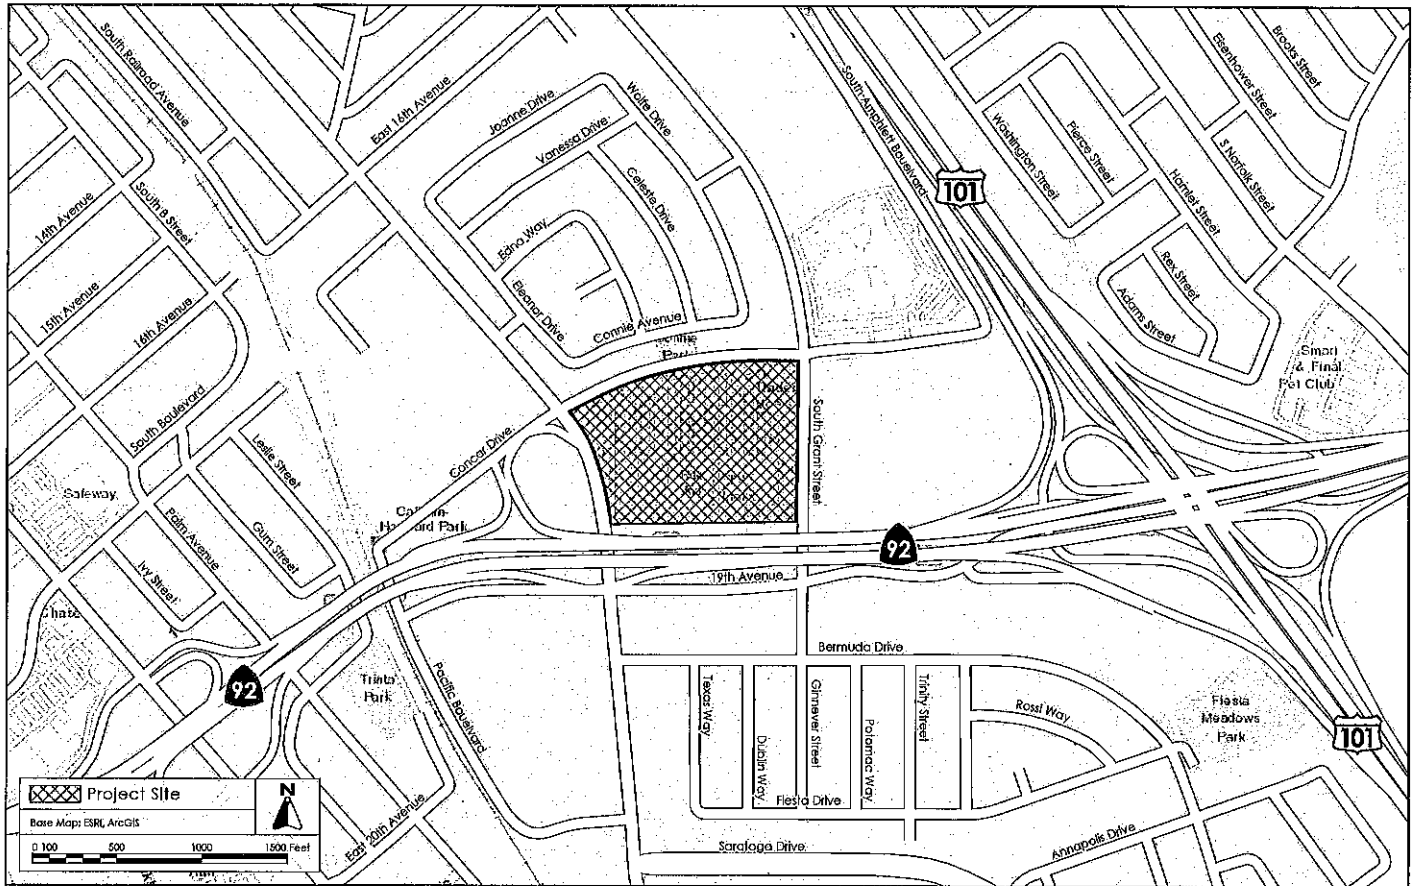 South Railroad Avenue
East 16th Avenue
Joanne Drive
Wolfe Drive
Vanessa Drive
Celeste Drive
Edna Way
Eleanor Drive
Connie Avenue
South Amphlett Boulevard
101
Washington Street
Pierce Street
Eisenhower Street
Brooks Street
S Norfolk Street
Hamlet Street
Rex Street
Adams Street
14th Avenue
South B Street
15th Avenue
16th Avenue
South Boulevard
Leslie Street
Concar Drive
South Grant Street
Smart
& Final
Safeway
Park
Palm Avenue
Gum Street
Ivy Street
Chase
92
19th Avenue
Bermuda Drive
92
Trinta
Park
Pacific Boulevard
Texas Way
Dublin Way
Ginnever Street
Potomac Way
Trinity Street
Rossi Way
Fiesta
Meadows
Park
101
Fiesta Drive
Saratoga Drive
Annapolis Drive
East 20th Avenue
Project Site
N
Base Map: ESRI, ArcGIS
0 100 500 1000 1500 Feet